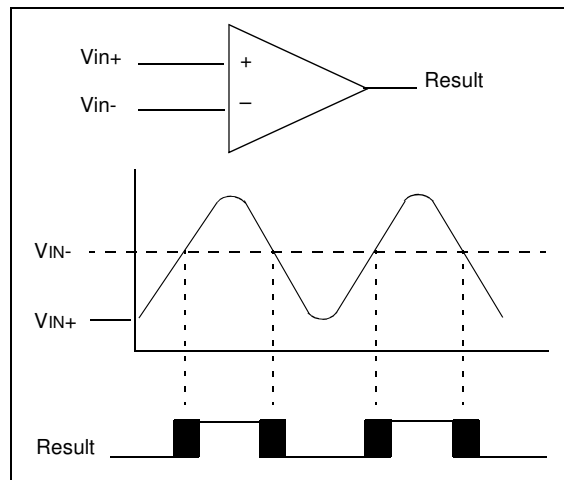 Vin+
+
Result
Vin-
–
VIN-
VIN+
Result